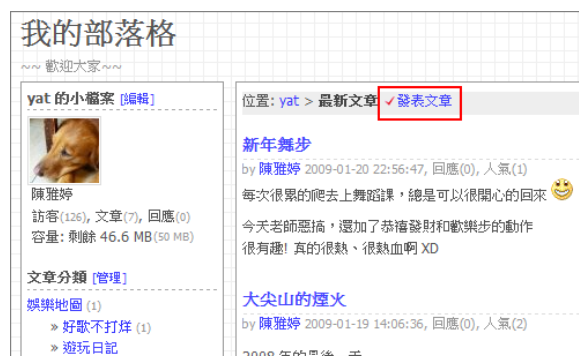 我的部落格
~~ 歡迎大家~~
yat 的小檔案 [編輯]
陳雅婷
訪客(126), 文章(7), 回應(0)
容量: 剩餘 46.6 MB(50 MB)
文章分類 [管理]
娛樂地圖 (1)
» 好歌不打烊 (1)
» 遊玩日記
位置: yat > 最新文章 ✓發表文章
新年舞步
by 陳雅婷 2009-01-20 22:56:47, 回應(0), 人氣(1)
每次很累的爬去上舞蹈課，總是可以很開心的回來
今天老師惡搞，還加了恭禧發財和歡樂步的動作
很有趣! 真的很熱、很熱血啊 XD
大尖山的煙火
by 陳雅婷 2009-01-19 14:06:36, 回應(0), 人氣(2)